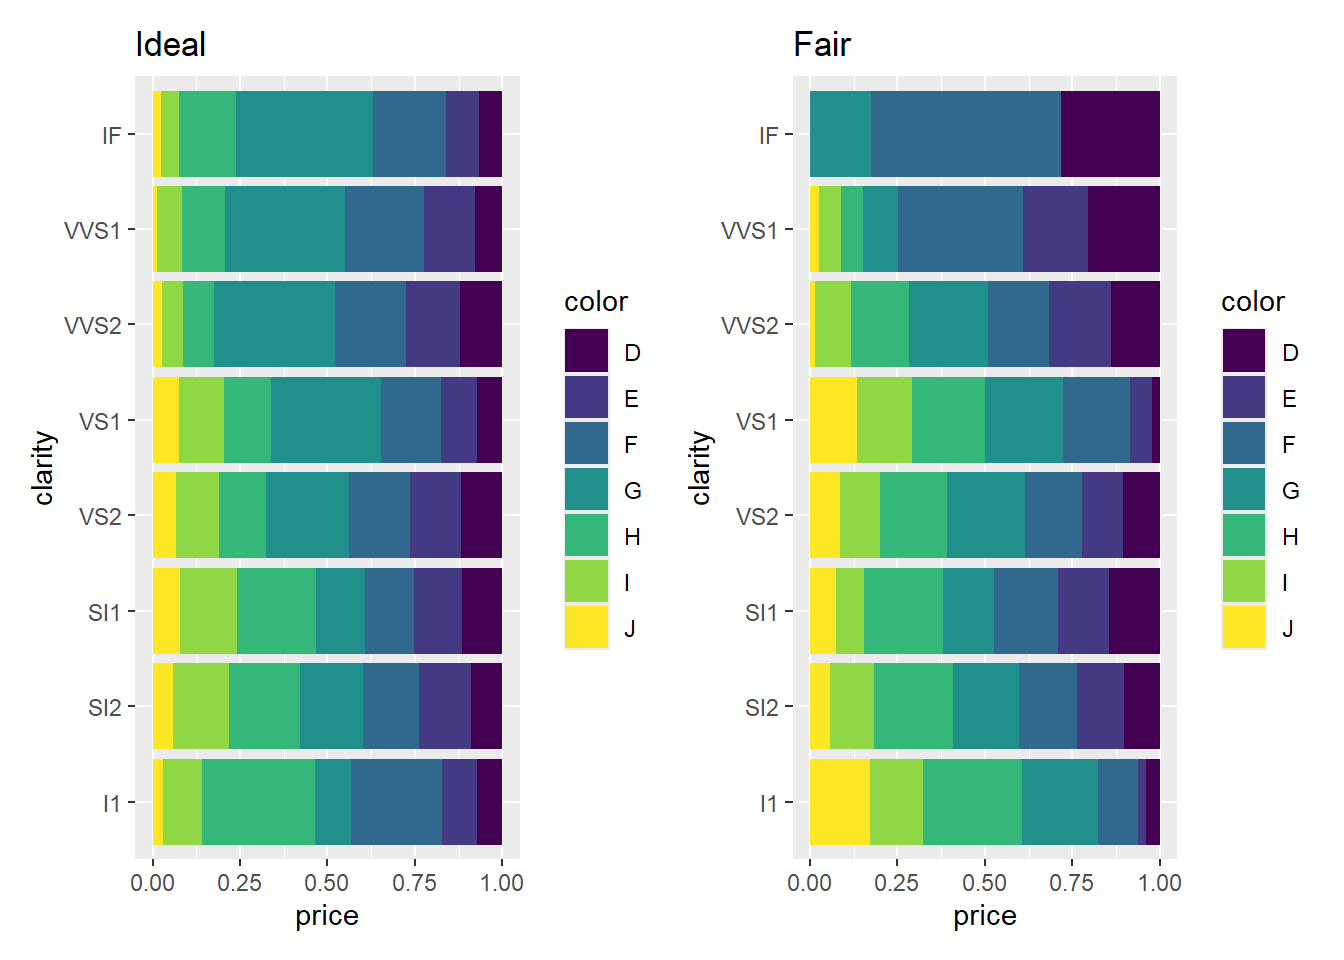 Ideal
clarity
IF
VVS1
VVS2
VS1
VS2
SI1
SI2
I1
0.00 0.25 0.50 0.75 1.00
price
color
D
E
F
G
H
I
J
Fair
clarity
IF
VVS1
VVS2
VS1
VS2
SI1
SI2
I1
0.00 0.25 0.50 0.75 1.00
price
color
D
E
F
G
H
I
J